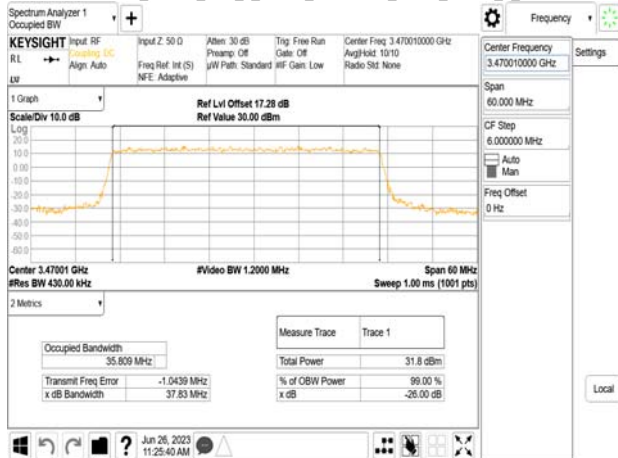 Spectrum Analyzer 1
Occupied BW
Frequency
Settings
KEYSIGHT
RL
LVI
Input: RF
Coupling: DC
Align: Auto
Input Z: 50 Ω
Freq Ref: Int (S)
NFE: Adaptive
Atten: 30 dB
Preamp: Off
µW Path: Standard
Trig: Free Run
Gate: Off
#IF Gain: Low
Center Freq: 3.470010000 GHz
Avg|Hold: 10/10
Radio Std: None
Center Frequency
3.470010000 GHz
Span
60.000 MHz
CF Step
6.000000 MHz
Auto
Man
Freq Offset
0 Hz
Local
1 Graph
Scale/Div 10.0 dB
Ref Lvl Offset 17.28 dB
Ref Value 30.00 dBm
Log
20.0
10.0
0.00
-10.0
-20.0
-30.0
-40.0
-50.0
-60.0
Center 3.47001 GHz
#Res BW 430.00 kHz
#Video BW 1.2000 MHz
Span 60 MHz
Sweep 1.00 ms (1001 pts)
2 Metrics
Measure Trace Trace 1
Occupied Bandwidth
35.809 MHz
Total Power 31.8 dBm
Transmit Freq Error -1.0439 MHz
% of OBW Power 99.00 %
x dB Bandwidth 37.83 MHz
x dB -26.00 dB
?
Jun 26, 2023
11:25:40 AM